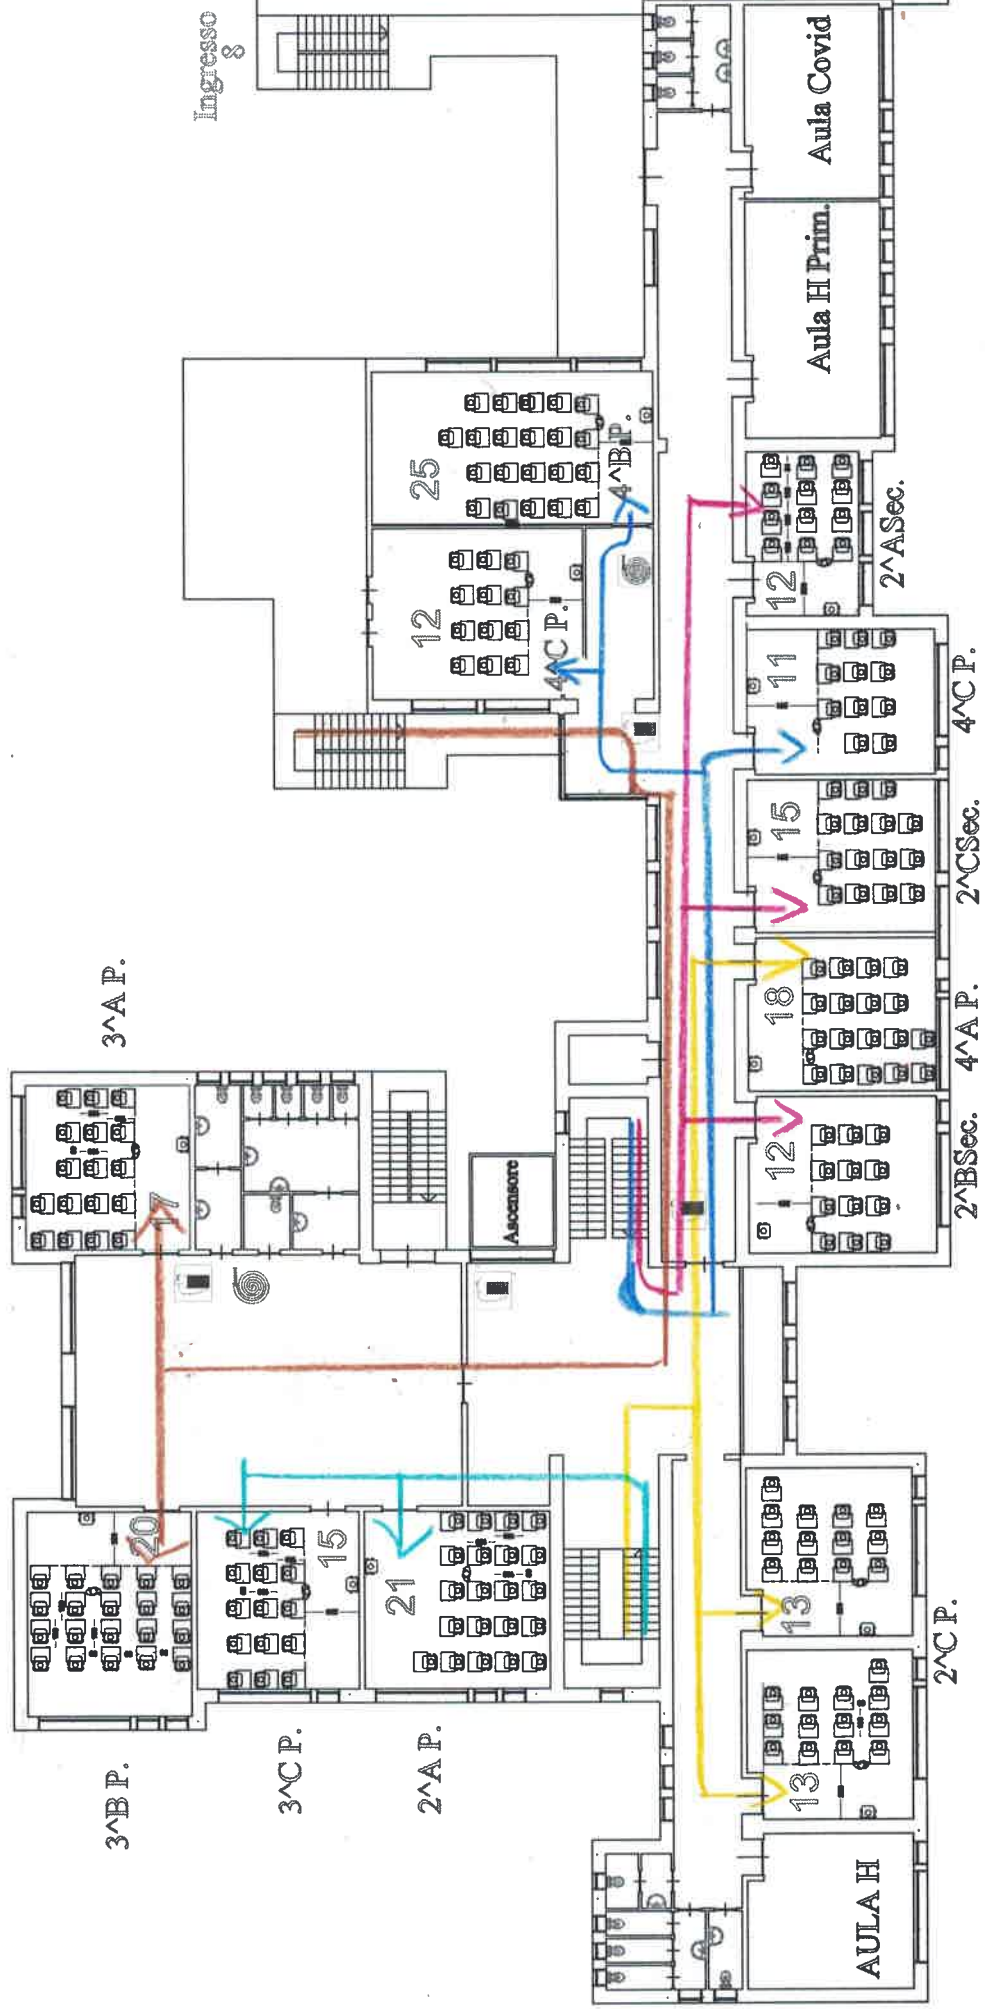 Ingresso
8
Aula Covid
Aula H Prim.
25
4^B P.
12
4^C P.
12
2^ASec.
11
4^C P.
15
2^CSec.
18
4^A P.
12
2^BSec.
3^A P.
17
Ascensore
20
3^B P.
15
3^C P.
21
2^A P.
13
2^C P.
13
AULA H